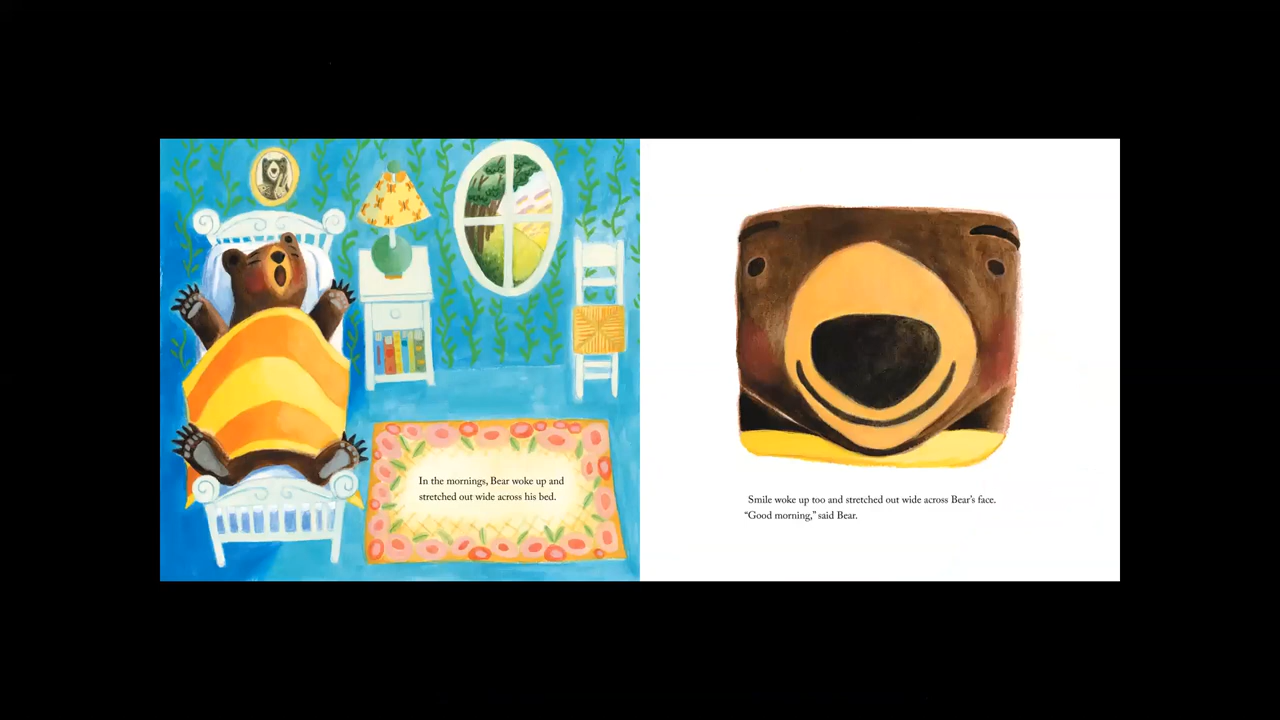 In the mornings, Bear woke up and
stretched out wide across his bed.
Smile woke up too and stretched out wide across Bear's face.
“Good morning,” said Bear.